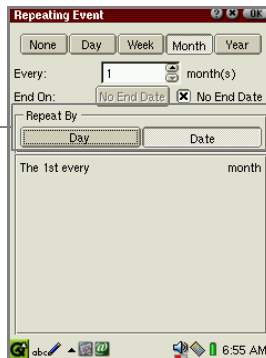 Repeating Event ? OK
None Day Week Month Year
Every: 1 month(s)
End On: No End Date No End Date
Repeat By
Day Date
The 1st every month
abc 6:55 AM